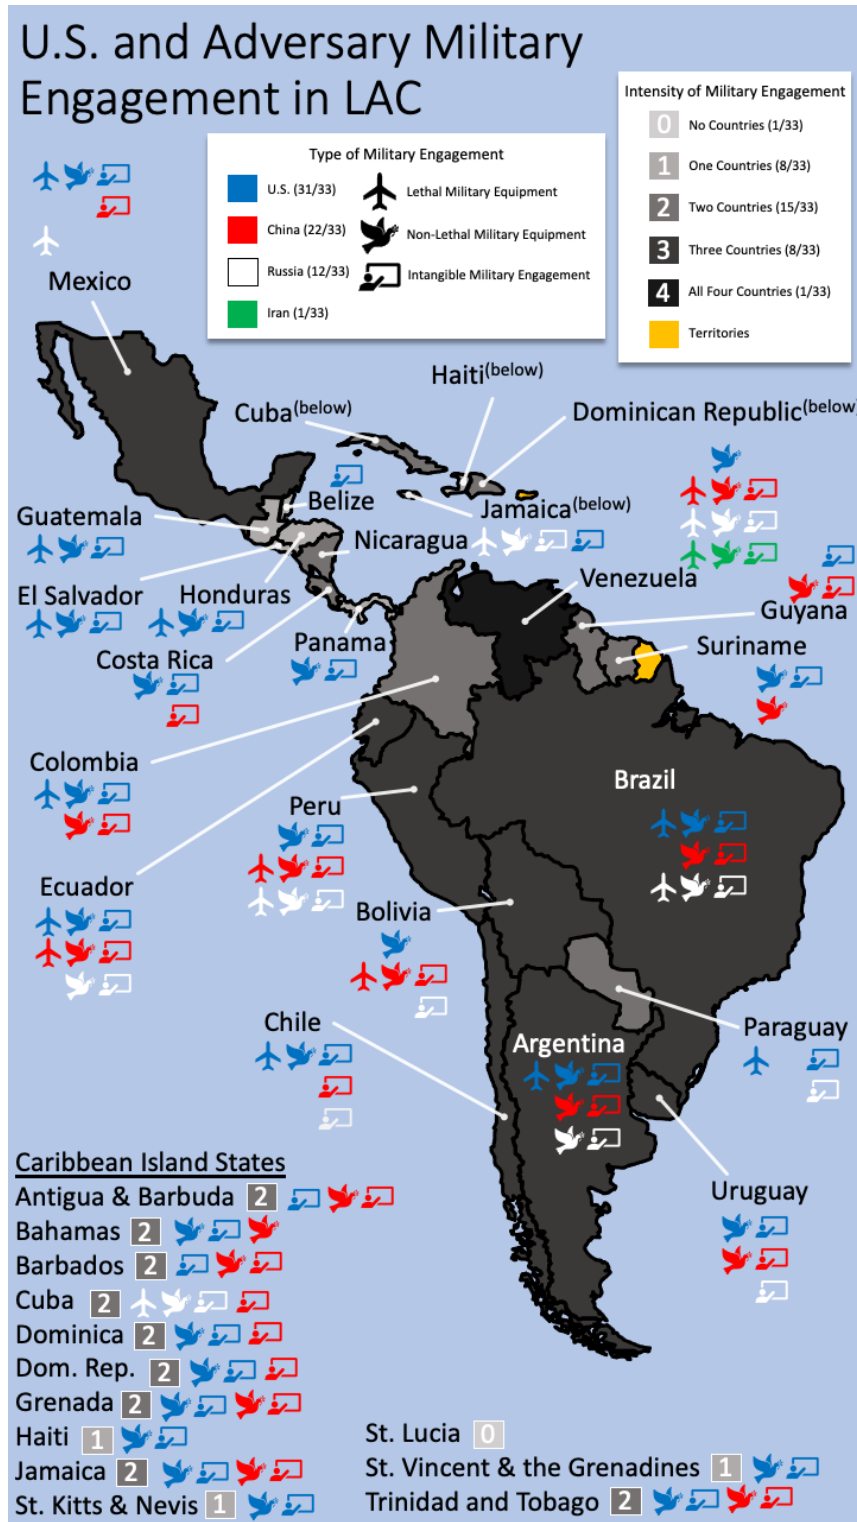 U.S. and Adversary Military
Engagement in LAC
Type of Military Engagement
U.S. (31/33)
Lethal Military Equipment
China (22/33)
Non-Lethal Military Equipment
Russia (12/33)
Intangible Military Engagement
Iran (1/33)
Intensity of Military Engagement
0 No Countries (1/33)
1 One Countries (8/33)
2 Two Countries (15/33)
3 Three Countries (8/33)
4 All Four Countries (1/33)
Territories
Mexico
Haiti(below)
Cuba(below)
Dominican Republic(below)
Belize
Jamaica(below)
Guatemala
Nicaragua
Venezuela
El Salvador
Honduras
Guyana
Panama
Suriname
Costa Rica
Colombia
Brazil
Peru
Ecuador
Bolivia
Chile
Argentina
Paraguay
Uruguay
Caribbean Island States
Antigua & Barbuda 2
Bahamas 2
Barbados 2
Cuba 2
Dominica 2
Dom. Rep. 2
Grenada 2
Haiti 1
Jamaica 2
St. Kitts & Nevis 1
St. Lucia 0
St. Vincent & the Grenadines 1
Trinidad and Tobago 2